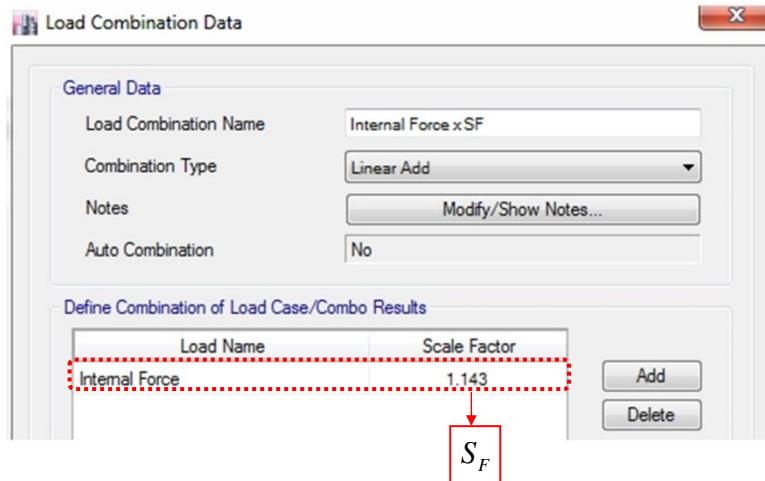 Load Combination Data
X
General Data
Load Combination Name Internal Force x SF
Combination Type Linear Add
Notes Modify/Show Notes...
Auto Combination No
Define Combination of Load Case/Combo Results
Load Name Scale Factor
Internal Force 1.143 Add
Delete
S_F